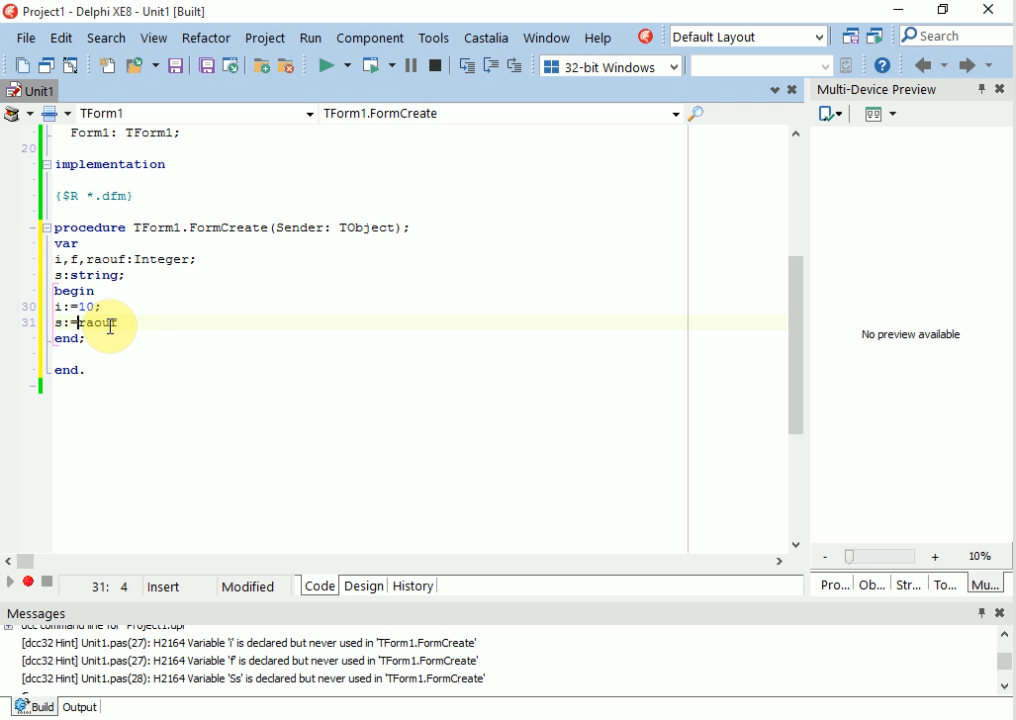 Project1 - Delphi XE8 - Unit1 [Built]
File Edit Search View Refactor Project Run Component Tools Castalia Window Help Default Layout Search
32-bit Windows
Unit1
Multi-Device Preview
TForm1 TForm1.FormCreate
Form1: TForm1;
20
implementation
{$R *.dfm}
procedure TForm1.FormCreate(Sender: TObject);
var
i,f,raouf:Integer;
s:string;
begin
30 i:=10;
31 s:=raouf
end;
No preview available
end.
- + 10%
31: 4 Insert Modified Code Design History
Pro... Ob... Str... To... Mu...
Messages
dcc command line for "Project1.dpr"
[dcc32 Hint] Unit1.pas(27): H2164 Variable 'i' is declared but never used in 'TForm1.FormCreate'
[dcc32 Hint] Unit1.pas(27): H2164 Variable 'f' is declared but never used in 'TForm1.FormCreate'
[dcc32 Hint] Unit1.pas(28): H2164 Variable 'Ss' is declared but never used in 'TForm1.FormCreate'
Build Output